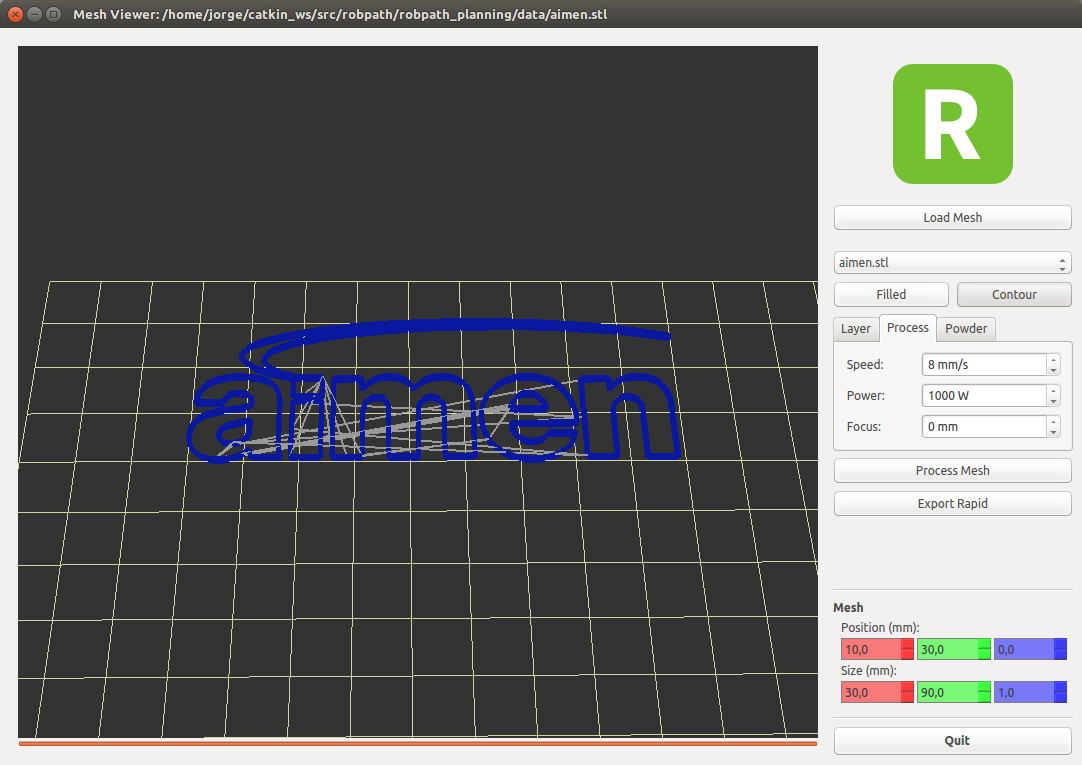 Mesh Viewer: /home/jorge/catkin_ws/src/robpath/robpath_planning/data/aimen.stl
R
Load Mesh
aimen.stl
Filled Contour
Layer Process Powder
Speed: 8 mm/s
Power: 1000 W
Focus: 0 mm
Process Mesh
Export Rapid
aimen
Mesh
Position (mm):
10,0 30,0 0,0
Size (mm):
30,0 90,0 1,0
Quit